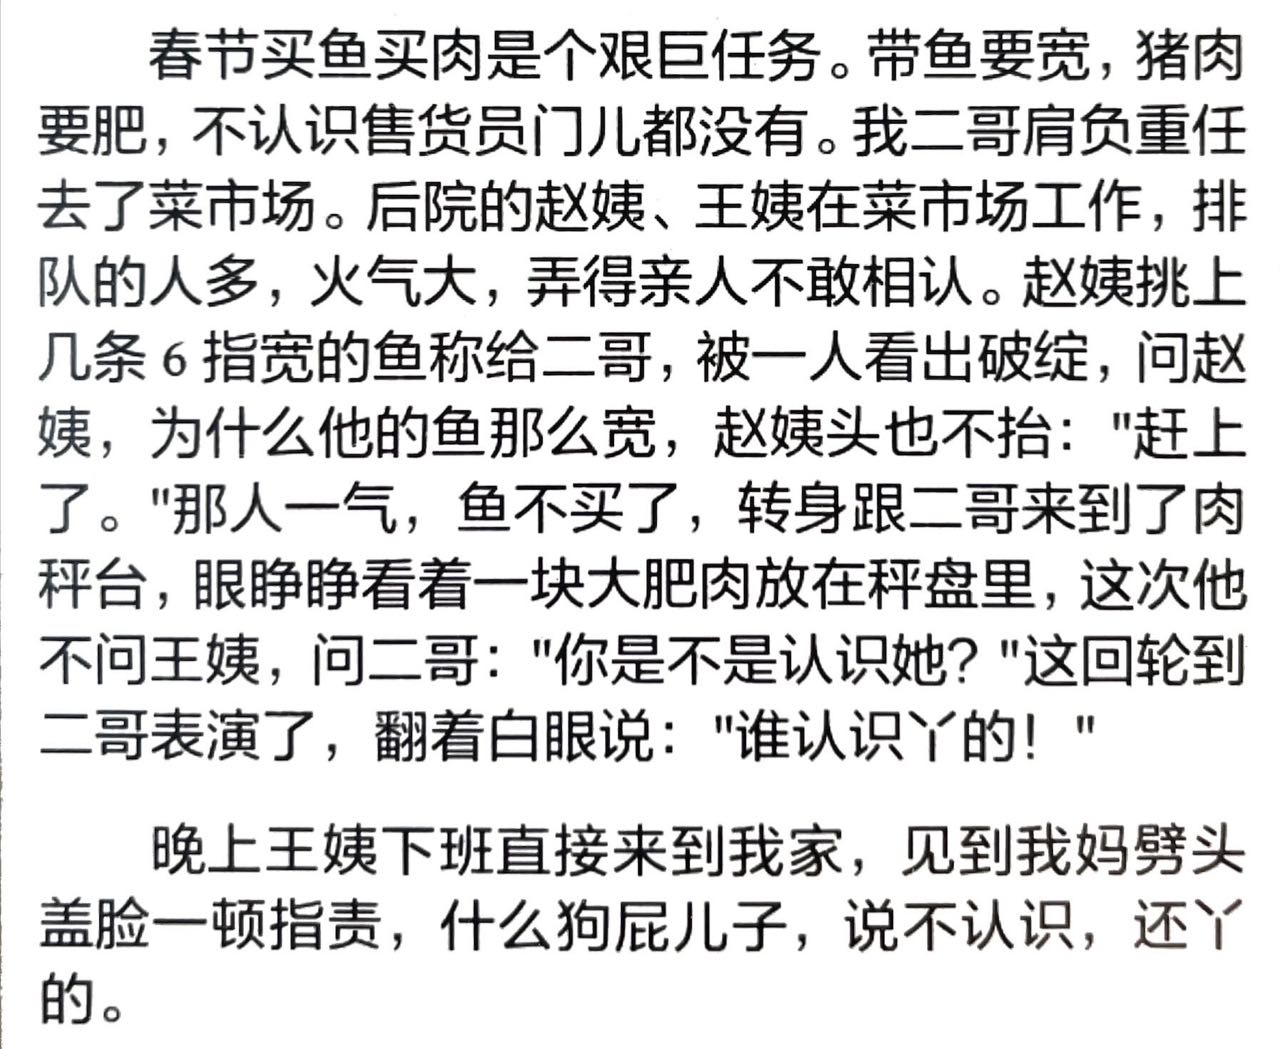 春节买鱼买肉是个艰巨任务。带鱼要宽，猪肉
要肥，不认识售货员门儿都没有。我二哥肩负重任
去了菜市场。后院的赵姨、王姨在菜市场工作，排
队的人多，火气大，弄得亲人不敢相认。赵姨挑上
几条6指宽的鱼称给二哥，被一人看出破绽，问赵
姨，为什么他的鱼那么宽，赵姨头也不抬："赶上
了。"那人一气，鱼不买了，转身跟二哥来到了肉
秤台，眼睁睁看着一块大肥肉放在秤盘里，这次他
不问王姨，问二哥："你是不是认识她？"这回轮到
二哥表演了，翻着白眼说："谁认识丫的！"
晚上王姨下班直接来到我家，见到我妈劈头
盖脸一顿指责，什么狗屁儿子，说不认识，还丫
的。